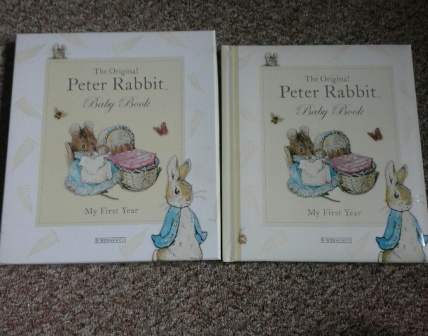 The Original
Peter Rabbit
Baby Book
My First Year
The Original
Peter Rabbit
Baby Book
My First Year